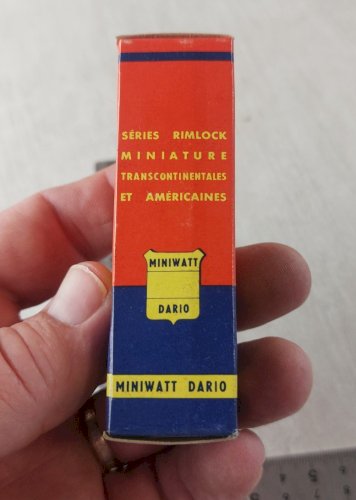 SÉRIES RIMLOCK
MINIATURE
TRANSCONTINENTALES
ET AMÉRICAINES
MINIWATT
DARIO
MINIWATT DARIO